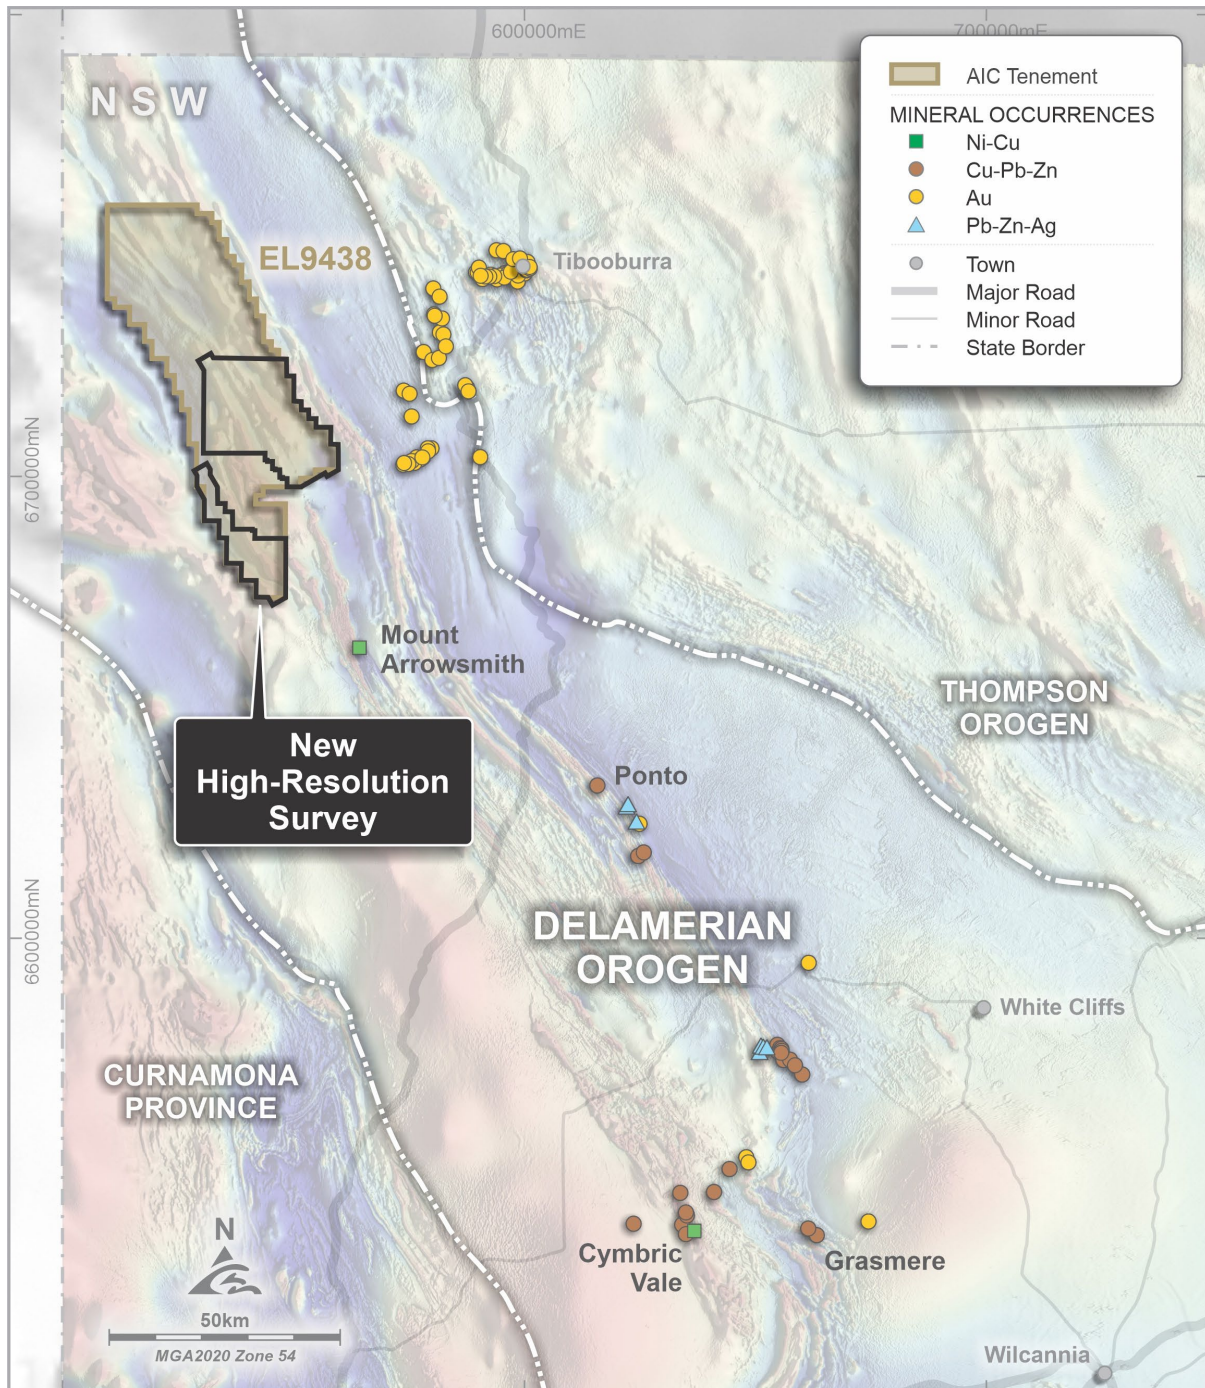 600000mE
700000mE
NSW
AIC Tenement
MINERAL OCCURRENCES
Ni-Cu
Cu-Pb-Zn
Au
Pb-Zn-Ag
Town
Major Road
Minor Road
State Border
EL9438
Tibooburra
6700000mN
Mount
Arrowsmith
THOMPSON
OROGEN
New
High-Resolution
Survey
Ponto
DELAMERIAN
OROGEN
6600000mN
White Cliffs
CURNAMONA
PROVINCE
N
Cymbric
Vale
Grasmere
50km
MGA2020 Zone 54
Wilcannia